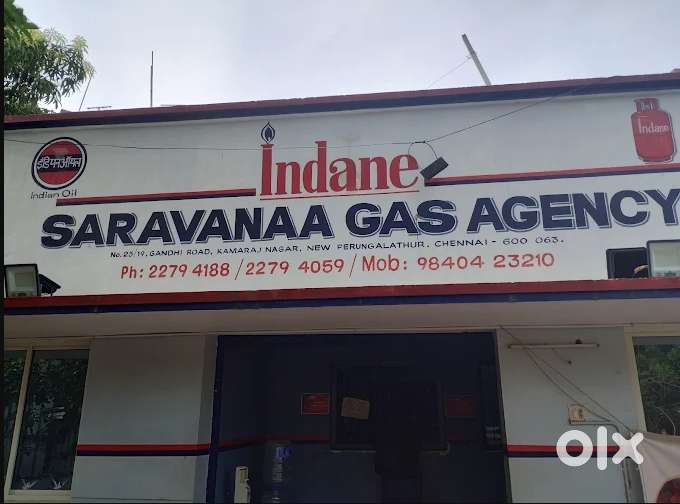 इंडियनऑयल
Indian Oil
Indane
Indane
SARAVANAA GAS AGENCY
No. 25/19, GANDHI ROAD, KAMARAJ NAGAR, NEW PERUNGALATHUR, CHENNAI - 600 063.
Ph: 2279 4188 / 2279 4059 / Mob: 98404 23210
olx